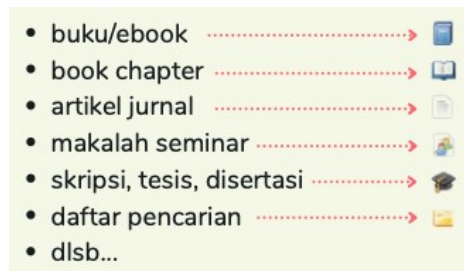 • buku/ebook
• book chapter
• artikel jurnal
• makalah seminar
• skripsi, tesis, disertasi
• daftar pencarian
• dlsb...